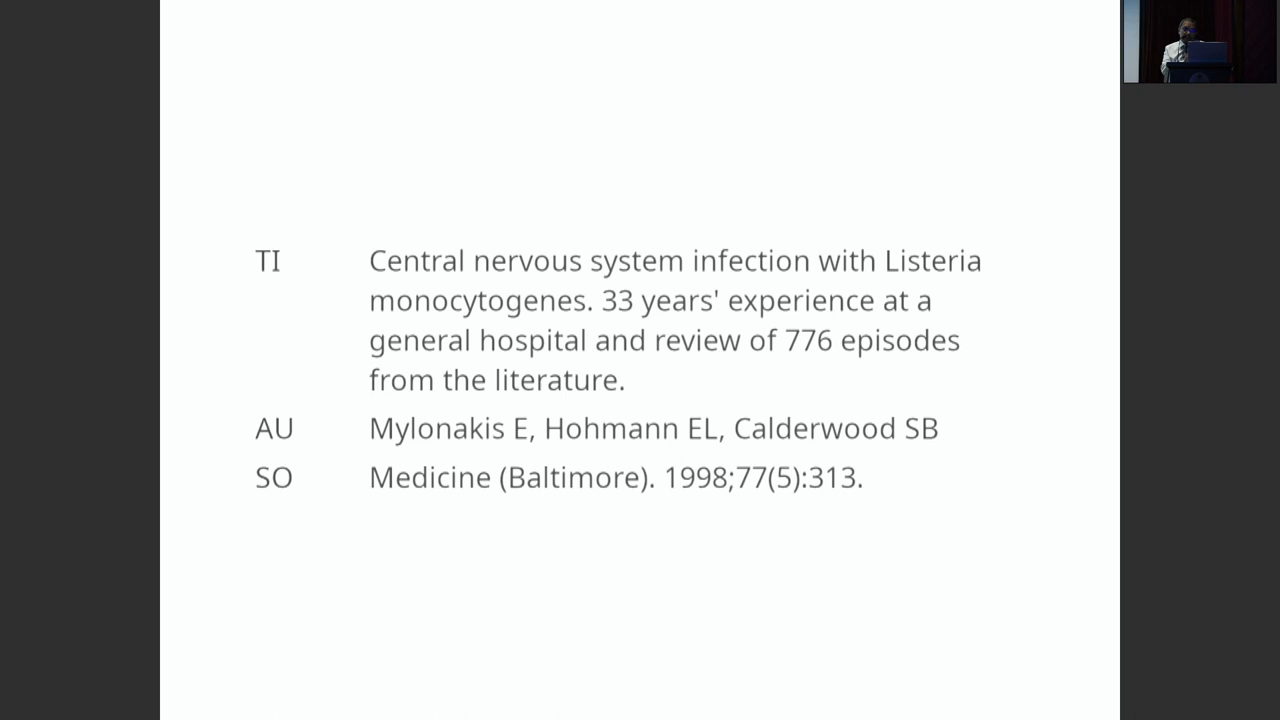 TI Central nervous system infection with Listeria
monocytogenes. 33 years' experience at a
general hospital and review of 776 episodes
from the literature.
AU Mylonakis E, Hohmann EL, Calderwood SB
SO Medicine (Baltimore). 1998;77(5):313.